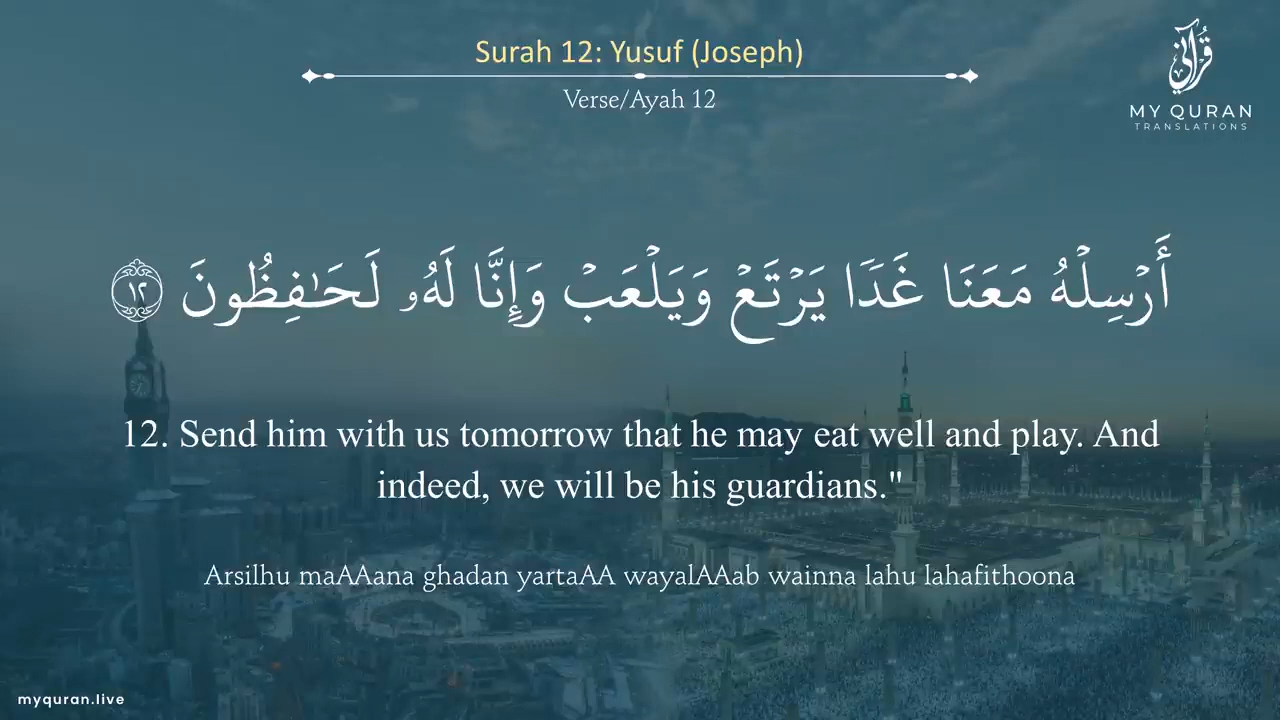 Surah 12: Yusuf (Joseph)
Verse/Ayah 12
قرآني
MY QURAN
TRANSLATIONS
أَرْسِلْهُ مَعَنَا غَدًا يَرْتَعْ وَيَلْعَبْ وَإِنَّا لَهُۥ لَحَـٰفِظُونَ ١٢
12. Send him with us tomorrow that he may eat well and play. And
indeed, we will be his guardians."
Arsilhu maAAana ghadan yartaAA wayalAAab wainna lahu lahafithoona
myquran.live